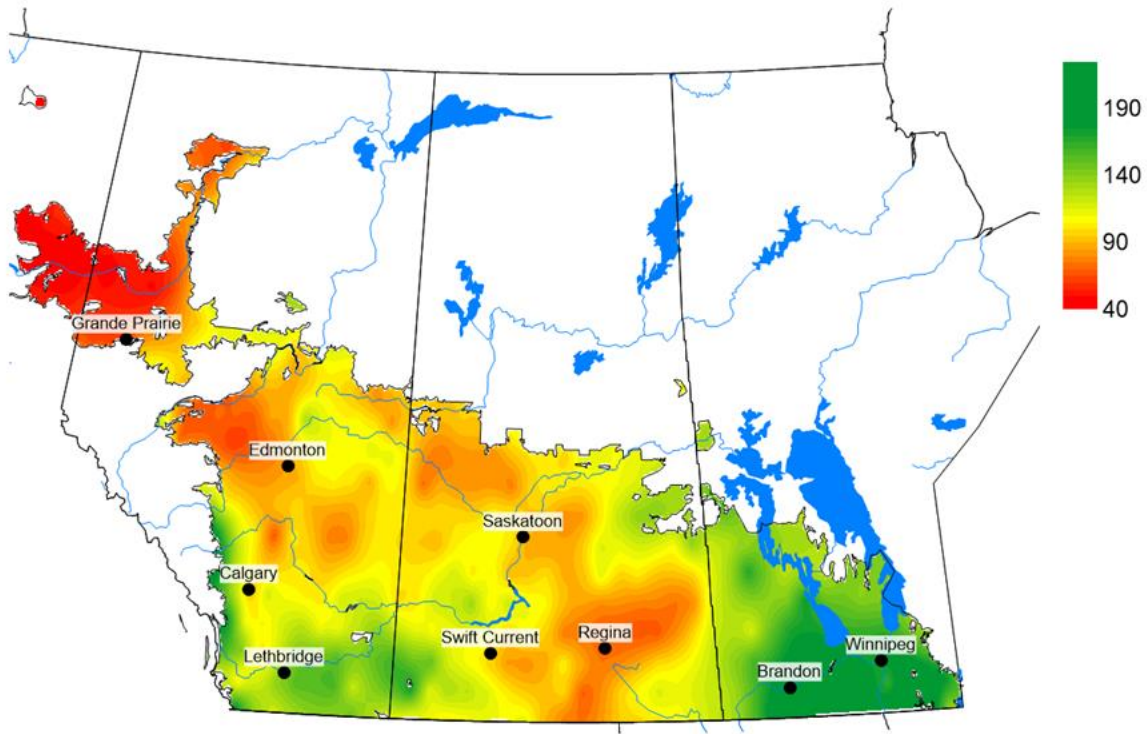 190
140
90
40
Grande Prairie
Edmonton
Saskatoon
Calgary
Swift Current
Regina
Lethbridge
Winnipeg
Brandon